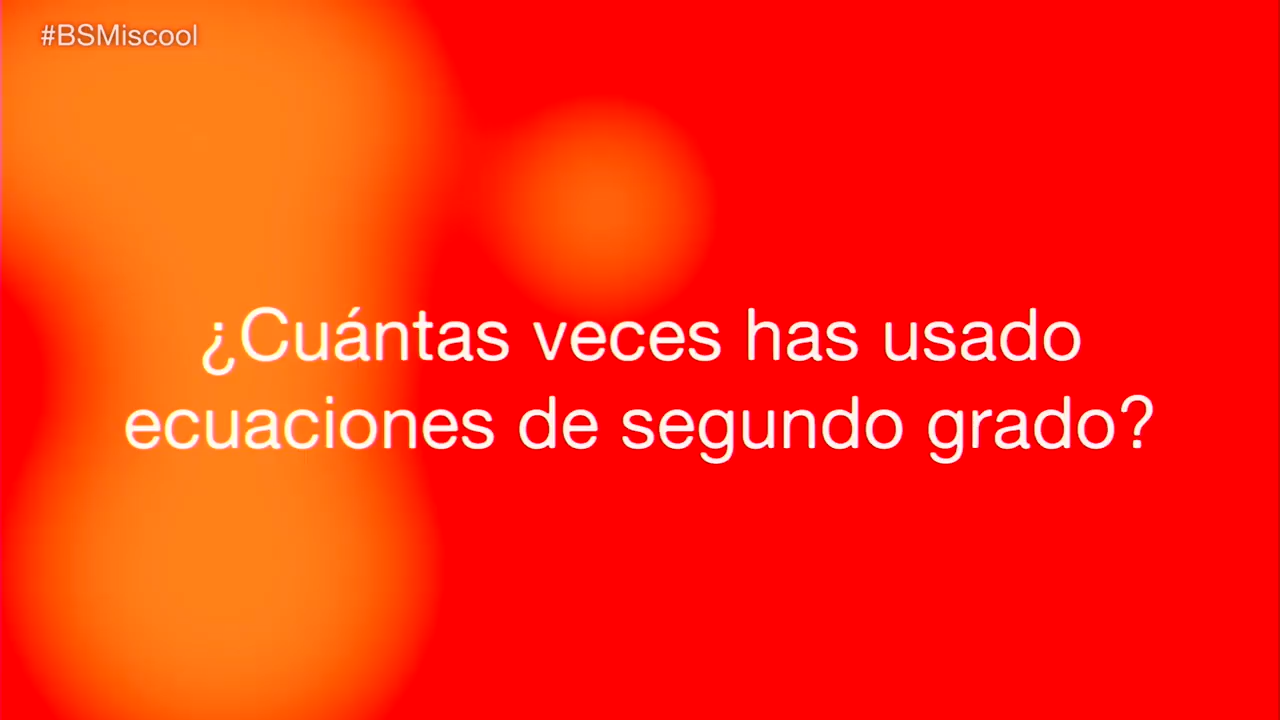 #BSMiscool
¿Cuántas veces has usado
ecuaciones de segundo grado?